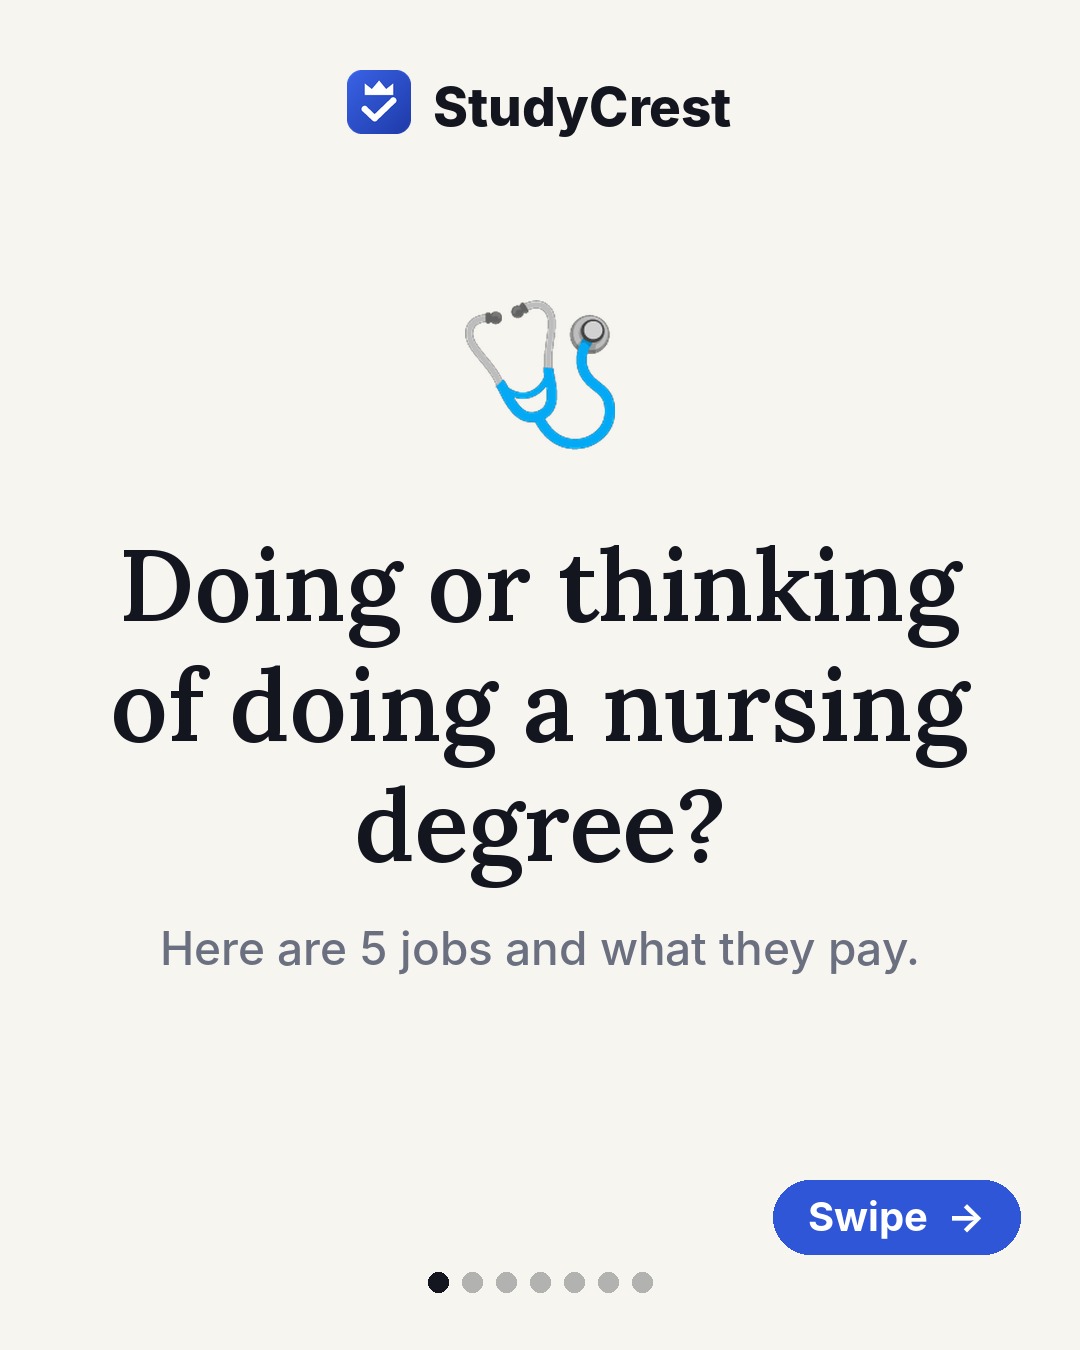 StudyCrest
Doing or thinking
of doing a nursing
degree?
Here are 5 jobs and what they pay.
Swipe →